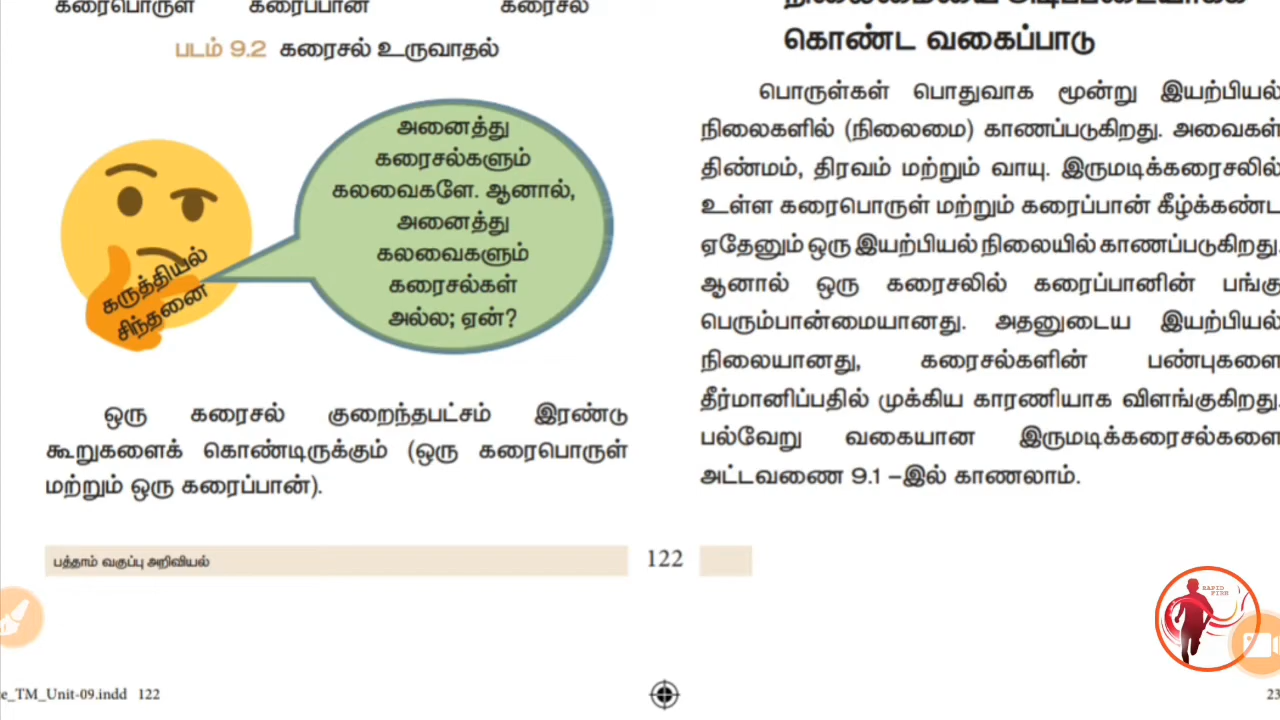 கரைபொருள் கரைப்பான் கரைசல்
படம் 9.2 கரைசல் உருவாதல்
அனைத்து
கரைசல்களும்
கலவைகளே. ஆனால்,
அனைத்து
கலவைகளும்
கரைசல்கள்
அல்ல; ஏன்?
கருத்தியல்
சிந்தனை
ஒரு கரைசல் குறைந்தபட்சம் இரண்டு
கூறுகளைக் கொண்டிருக்கும் (ஒரு கரைபொருள்
மற்றும் ஒரு கரைப்பான்).
கொண்ட வகைப்பாடு
பொருள்கள் பொதுவாக மூன்று இயற்பியல்
நிலைகளில் (நிலைமை) காணப்படுகிறது. அவைகள்
திண்மம், திரவம் மற்றும் வாயு. இருமடிக்கரைசலில்
உள்ள கரைபொருள் மற்றும் கரைப்பான் கீழ்க்கண்ட
ஏதேனும் ஒரு இயற்பியல் நிலையில் காணப்படுகிறது.
ஆனால் ஒரு கரைசலில் கரைப்பானின் பங்கு
பெரும்பான்மையானது. அதனுடைய இயற்பியல்
நிலையானது, கரைசல்களின் பண்புகளை
தீர்மானிப்பதில் முக்கிய காரணியாக விளங்குகிறது.
பல்வேறு வகையான இருமடிக்கரைசல்களை
அட்டவணை 9.1 –இல் காணலாம்.
பத்தாம் வகுப்பு அறிவியல்
122
RAPID
e_TM_Unit-09.indd 122
23